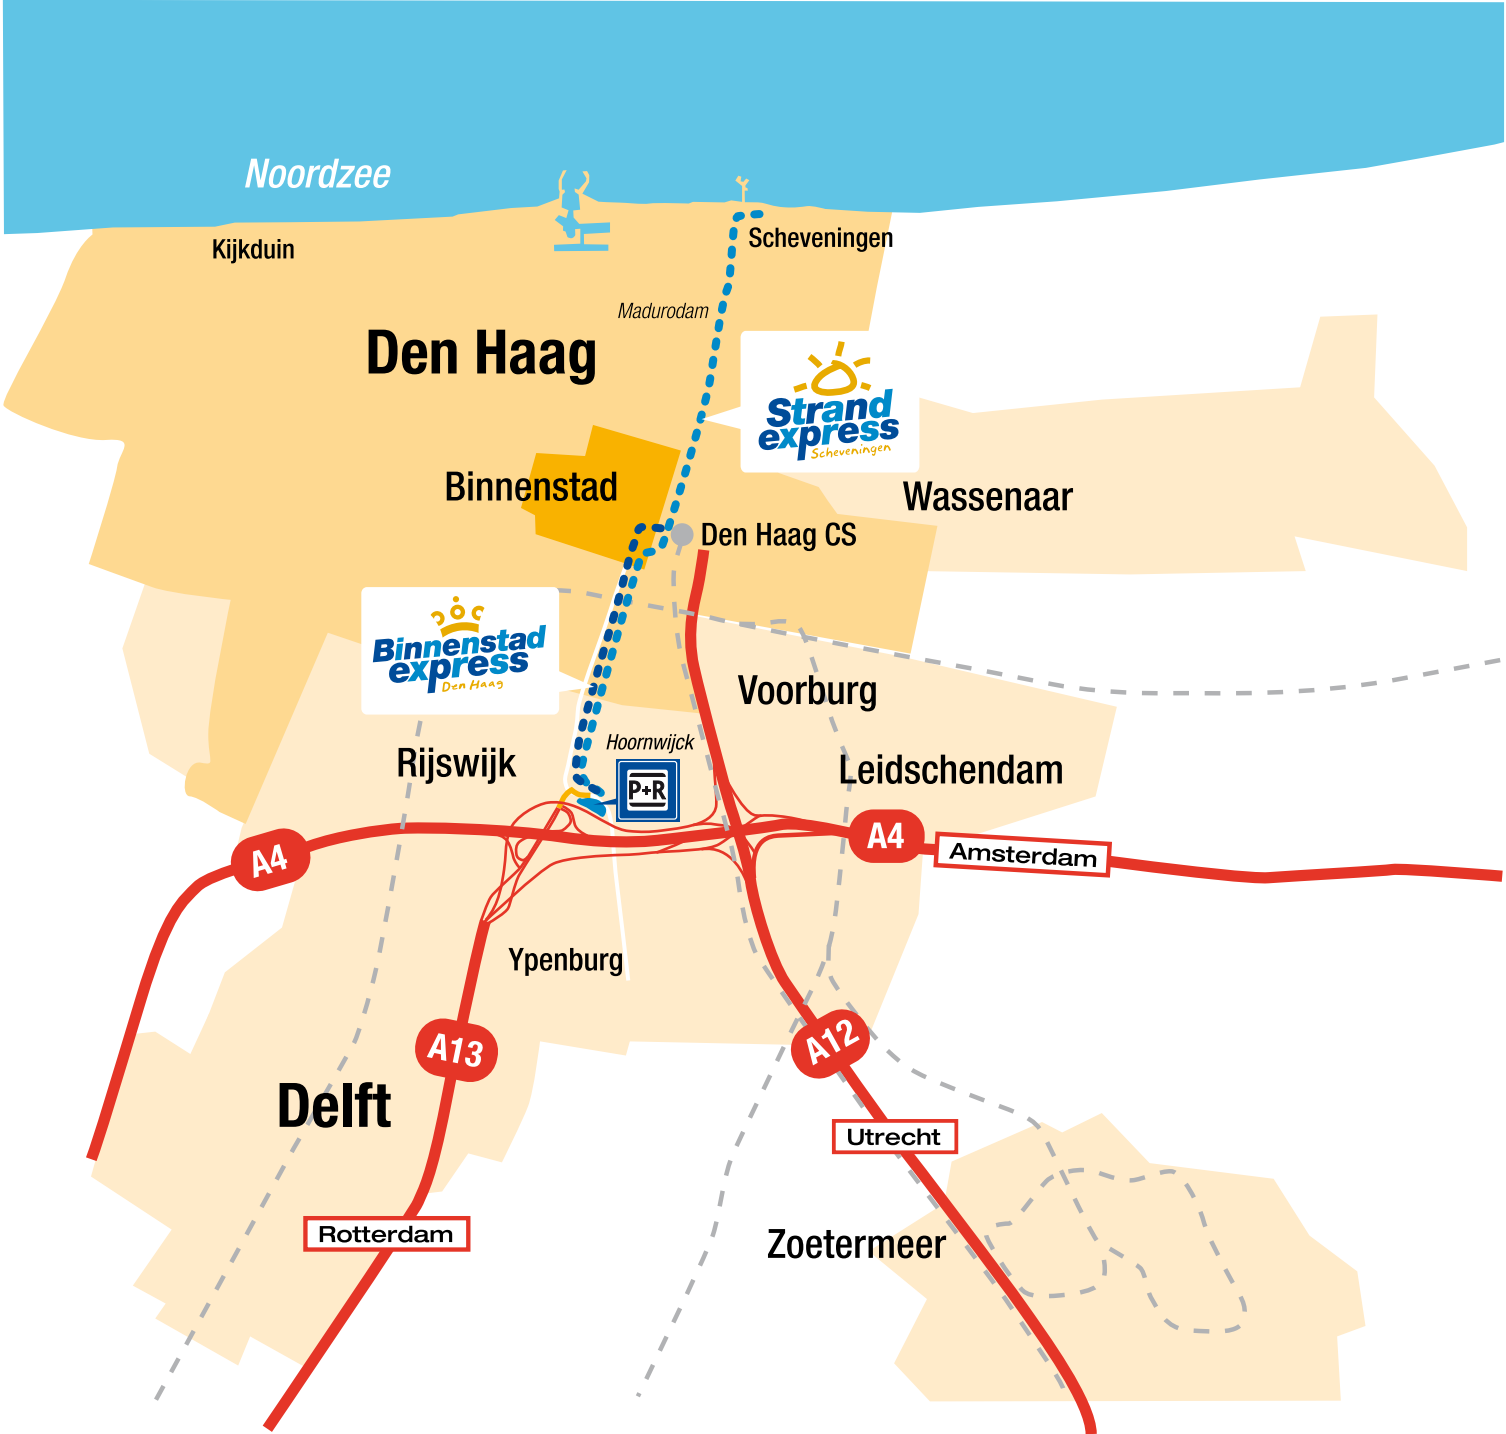 Noordzee
Kijkduin
Scheveningen
Madurodam
Den Haag
Strand
express
Scheveningen
Binnenstad
Wassenaar
Den Haag CS
Binnenstad
express
Den Haag
Voorburg
Hoornwijck
Rijswijk
Leidschendam
P+R
A4
A4
Amsterdam
Ypenburg
A13
A12
Delft
Utrecht
Rotterdam
Zoetermeer